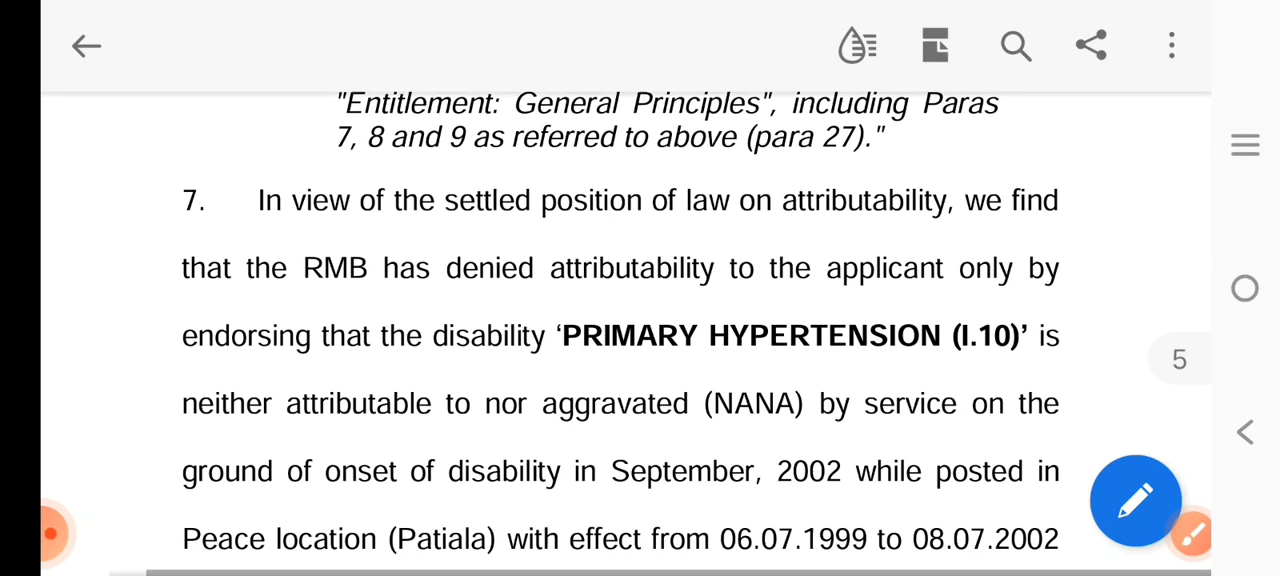 "Entitlement: General Principles", including Paras
7, 8 and 9 as referred to above (para 27)."
7. In view of the settled position of law on attributability, we find
that the RMB has denied attributability to the applicant only by
endorsing that the disability ‘PRIMARY HYPERTENSION (I.10)’ is
neither attributable to nor aggravated (NANA) by service on the
ground of onset of disability in September, 2002 while posted in
Peace location (Patiala) with effect from 06.07.1999 to 08.07.2002
5